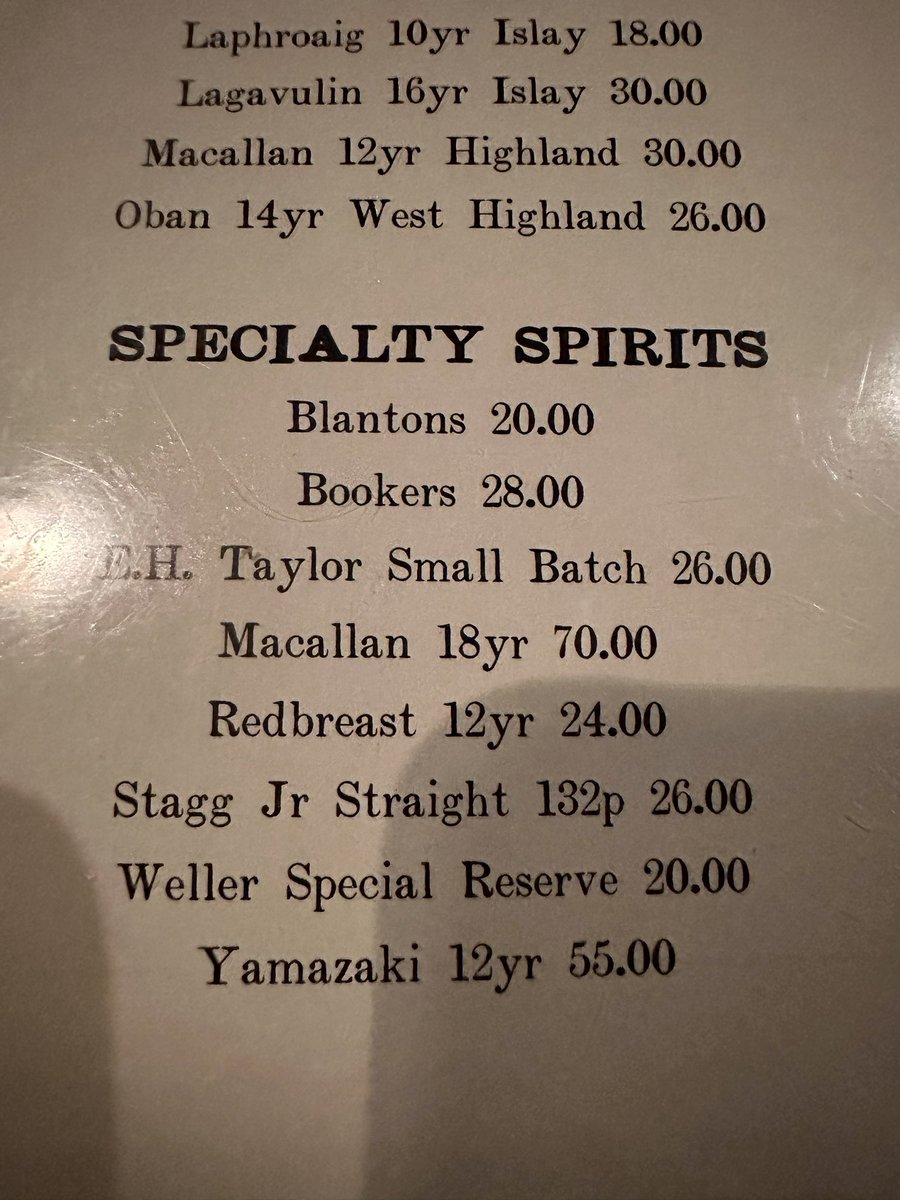 Laphroaig 10yr Islay 18.00
Lagavulin 16yr Islay 30.00
Macallan 12yr Highland 30.00
Oban 14yr West Highland 26.00
SPECIALTY SPIRITS
Blantons 20.00
Bookers 28.00
E.H. Taylor Small Batch 26.00
Macallan 18yr 70.00
Redbreast 12yr 24.00
Stagg Jr Straight 132p 26.00
Weller Special Reserve 20.00
Yamazaki 12yr 55.00